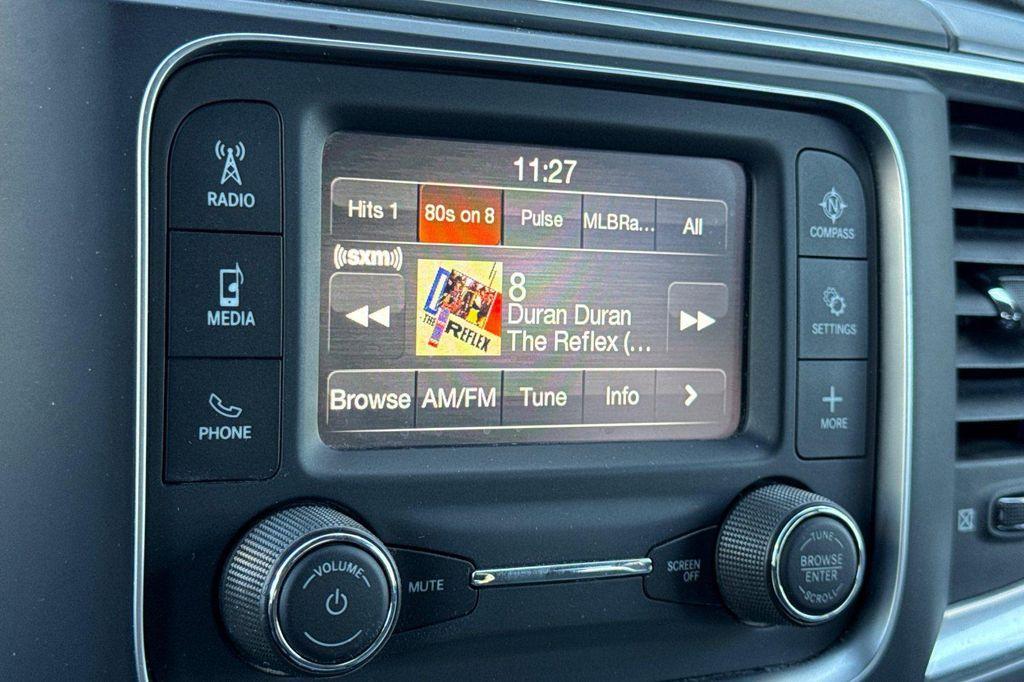 11:27
Hits 1 80s on 8 Pulse MLBRa... All
((sxm))
8
Duran Duran
The Reflex (...
THE REFLEX
Browse AM/FM Tune Info >
RADIO
MEDIA
PHONE
N
COMPASS
SETTINGS
+
MORE
VOLUME
MUTE
SCREEN
OFF
TUNE
BROWSE
ENTER
SCROLL